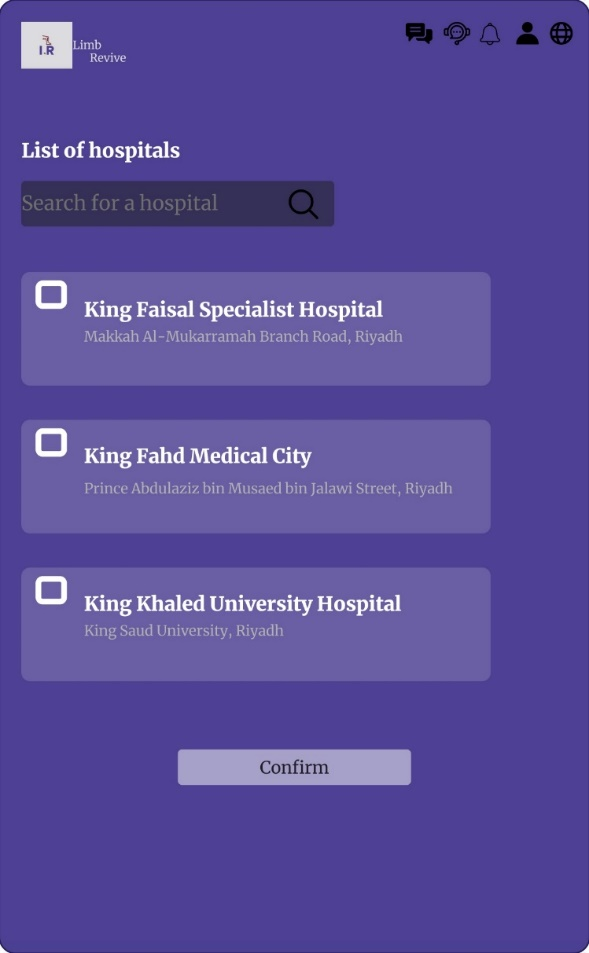 LR
Limb
Revive
List of hospitals
Search for a hospital
King Faisal Specialist Hospital
Makkah Al-Mukarramah Branch Road, Riyadh
King Fahd Medical City
Prince Abdulaziz bin Musaed bin Jalawi Street, Riyadh
King Khaled University Hospital
King Saud University, Riyadh
Confirm